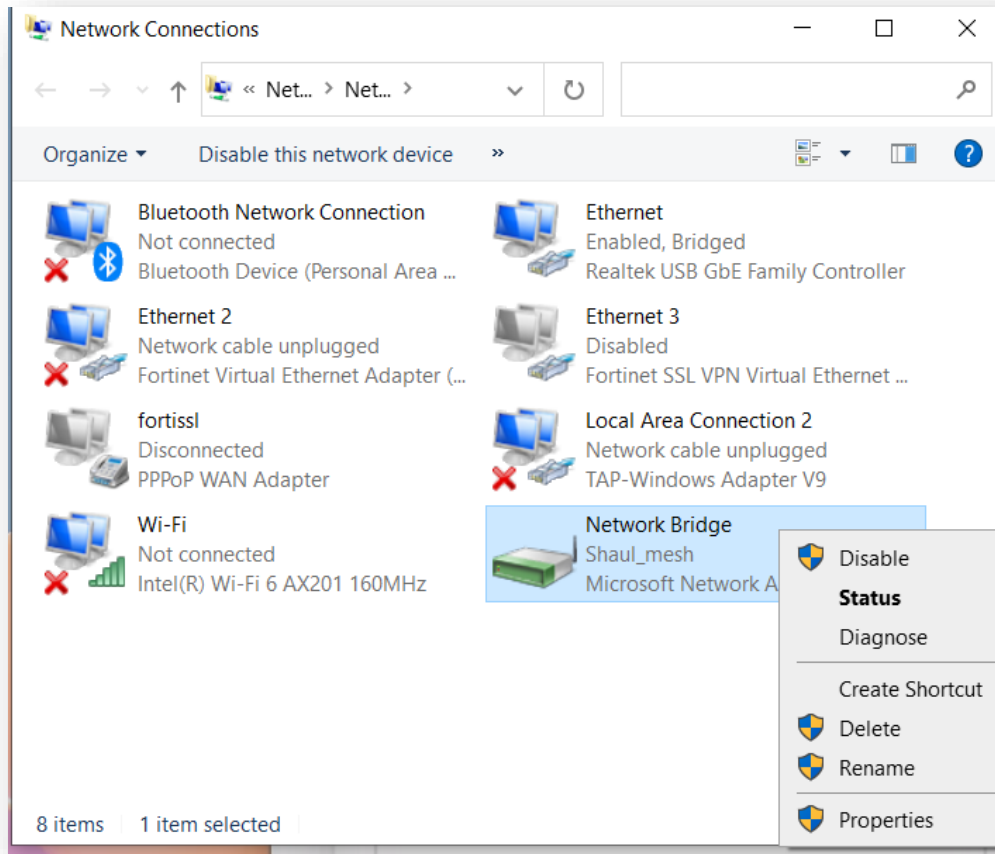 Network Connections
« Net... > Net... >
Organize Disable this network device »
Bluetooth Network Connection
Not connected
Bluetooth Device (Personal Area ...
Ethernet
Enabled, Bridged
Realtek USB GbE Family Controller
Ethernet 2
Network cable unplugged
Fortinet Virtual Ethernet Adapter (...
Ethernet 3
Disabled
Fortinet SSL VPN Virtual Ethernet ...
fortissl
Disconnected
PPPoP WAN Adapter
Local Area Connection 2
Network cable unplugged
TAP-Windows Adapter V9
Wi-Fi
Not connected
Intel(R) Wi-Fi 6 AX201 160MHz
Network Bridge
Shaul_mesh
Microsoft Network A
Disable
Status
Diagnose
Create Shortcut
Delete
Rename
Properties
8 items 1 item selected